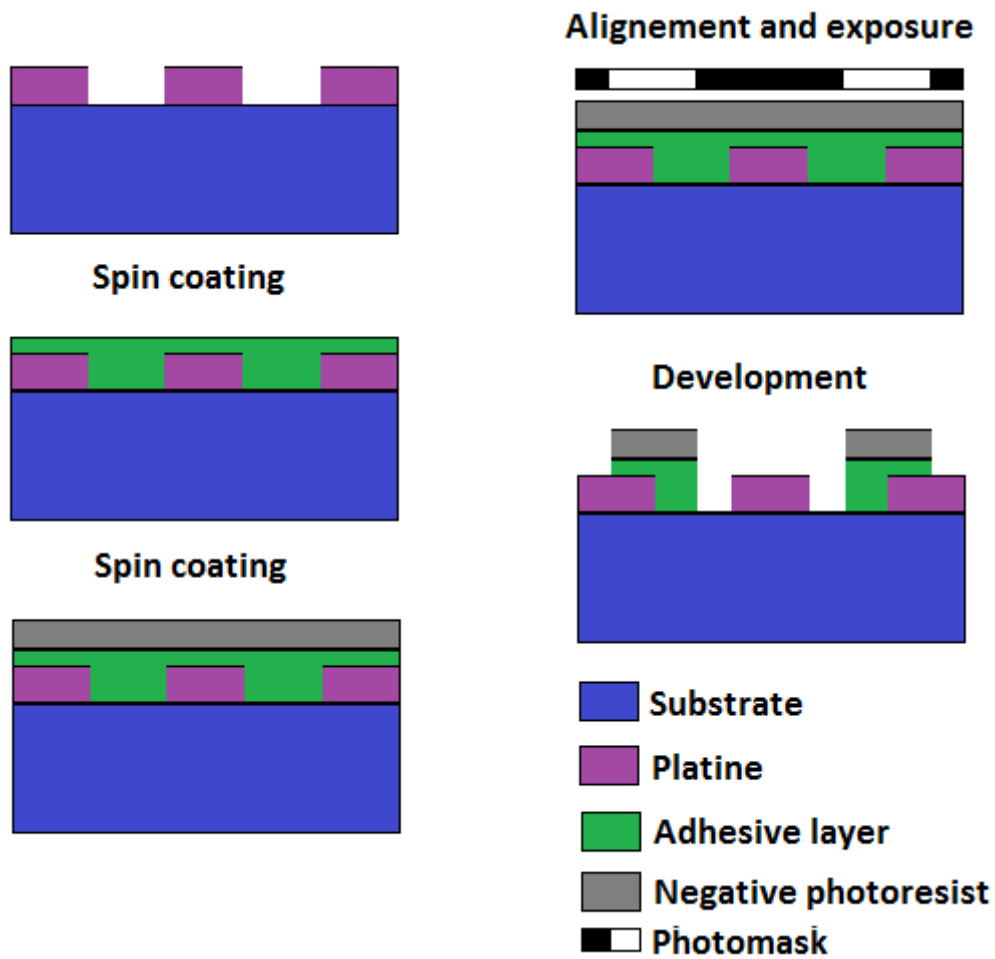 Spin coating
Spin coating
Alignement and exposure
Development
Substrate
Platine
Adhesive layer
Negative photoresist
Photomask